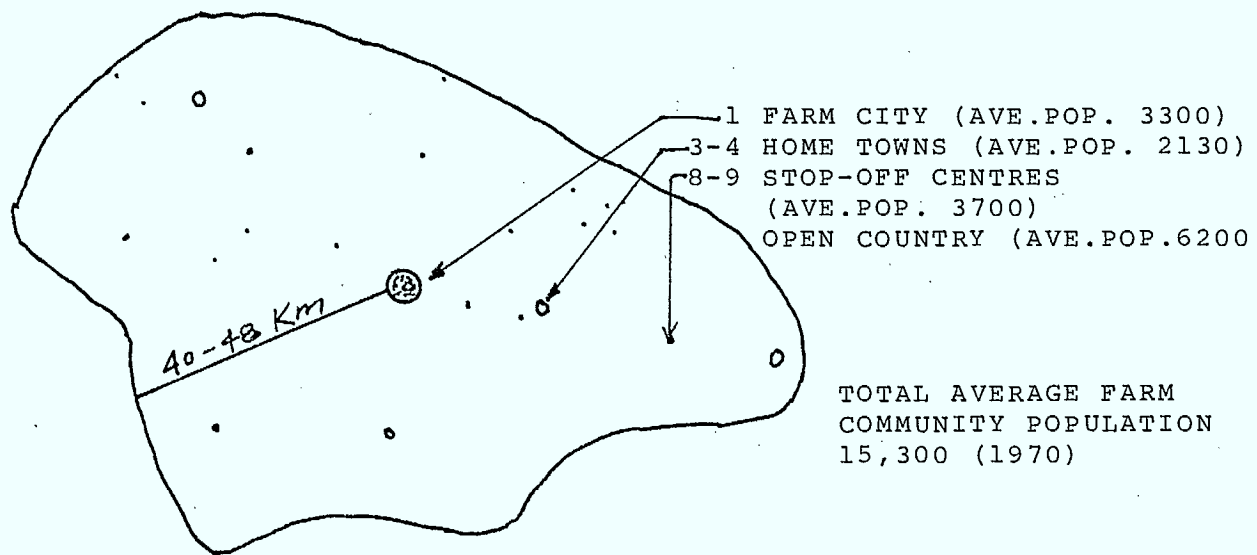 1 FARM CITY (AVE.POP. 3300)
3-4 HOME TOWNS (AVE.POP. 2130)
8-9 STOP-OFF CENTRES
(AVE.POP. 3700)
OPEN COUNTRY (AVE.POP.6200
40-48 Km
TOTAL AVERAGE FARM
COMMUNITY POPULATION
15,300 (1970)